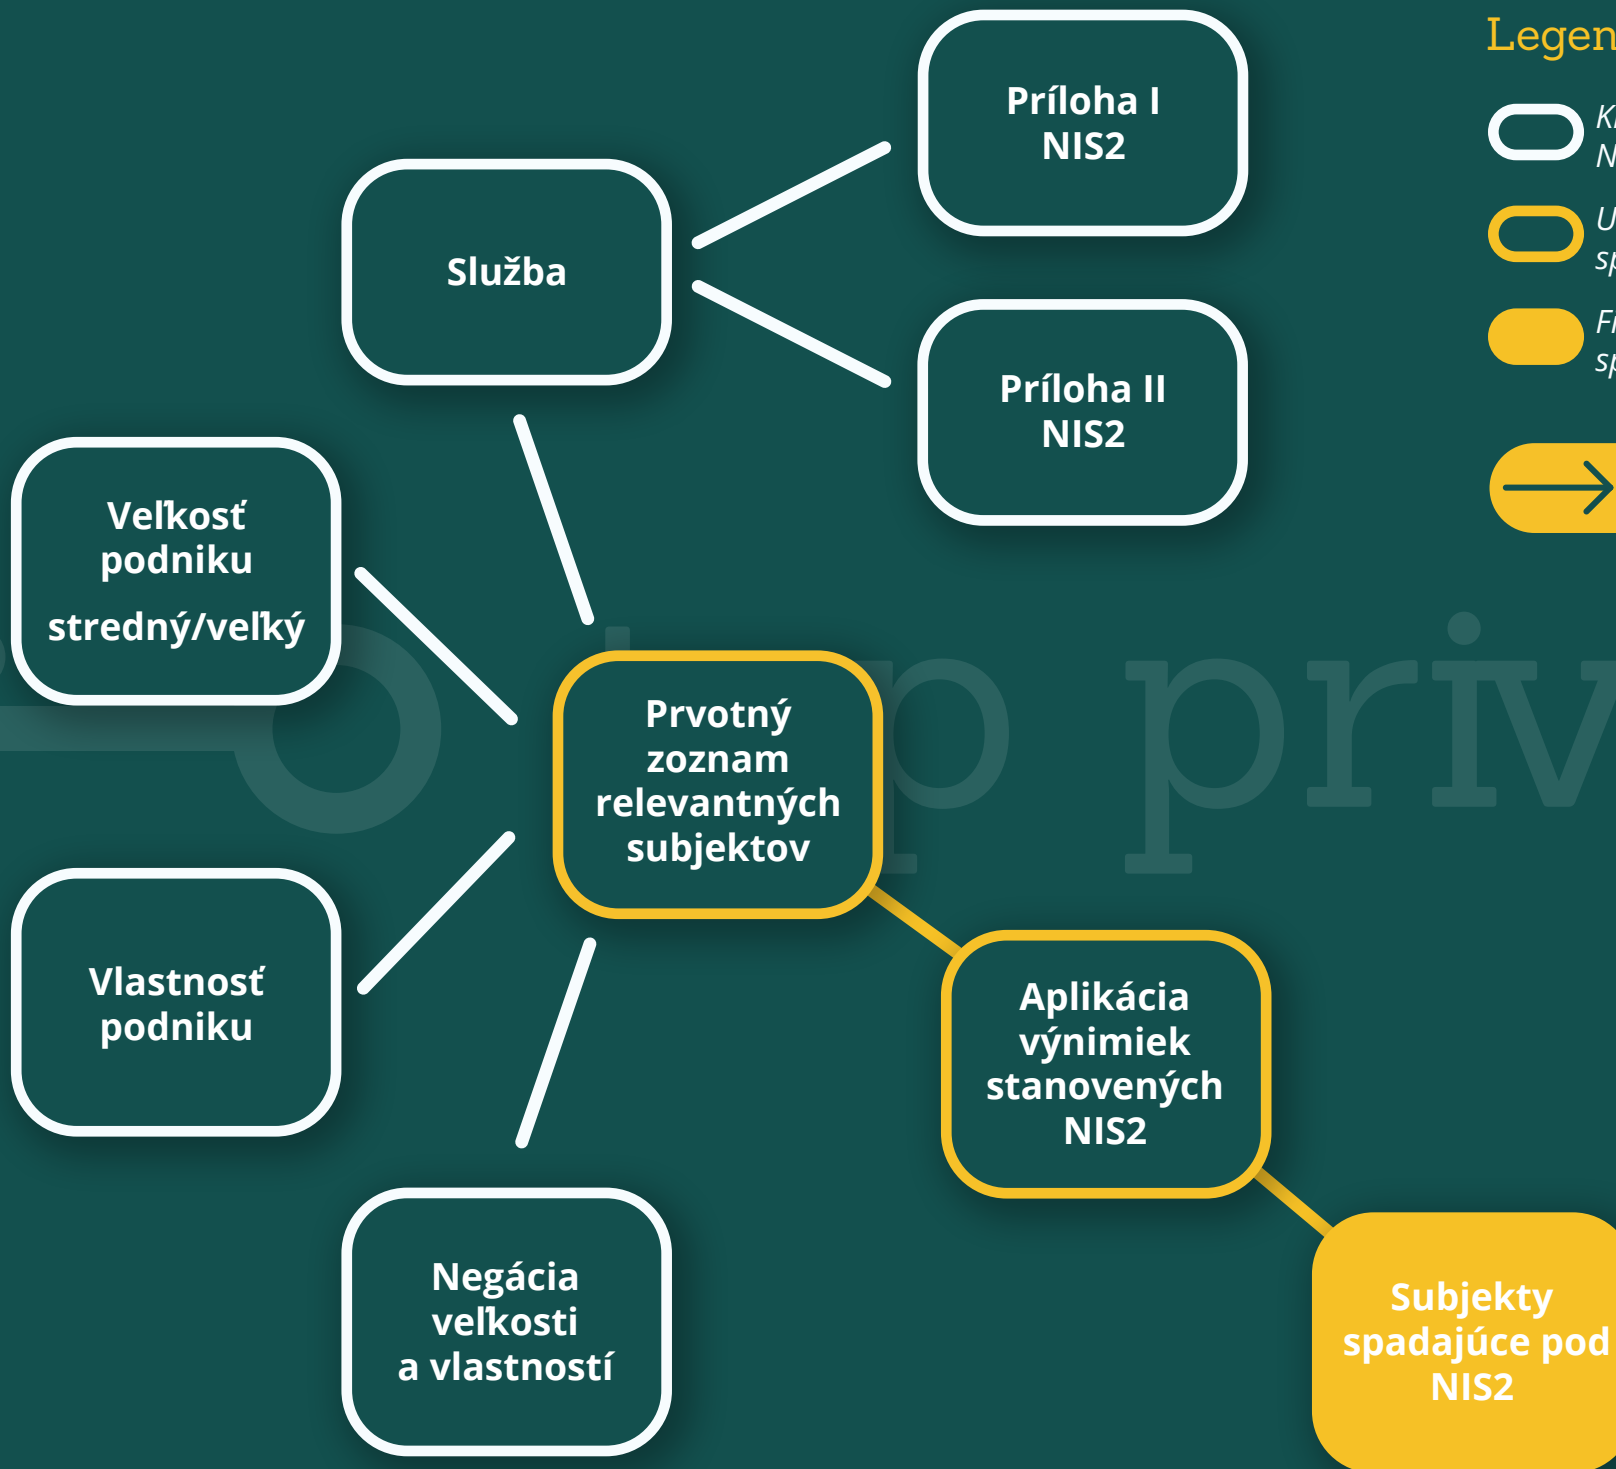 Príloha I
NIS2
Služba
Príloha II
NIS2
Veľkosť
podniku
stredný/veľký
Prvotný
zoznam
relevantných
subjektov
Vlastnosť
podniku
Aplikácia
výnimiek
stanovených
NIS2
Negácia
veľkosti
a vlastností
Subjekty
spadajúce pod
NIS2